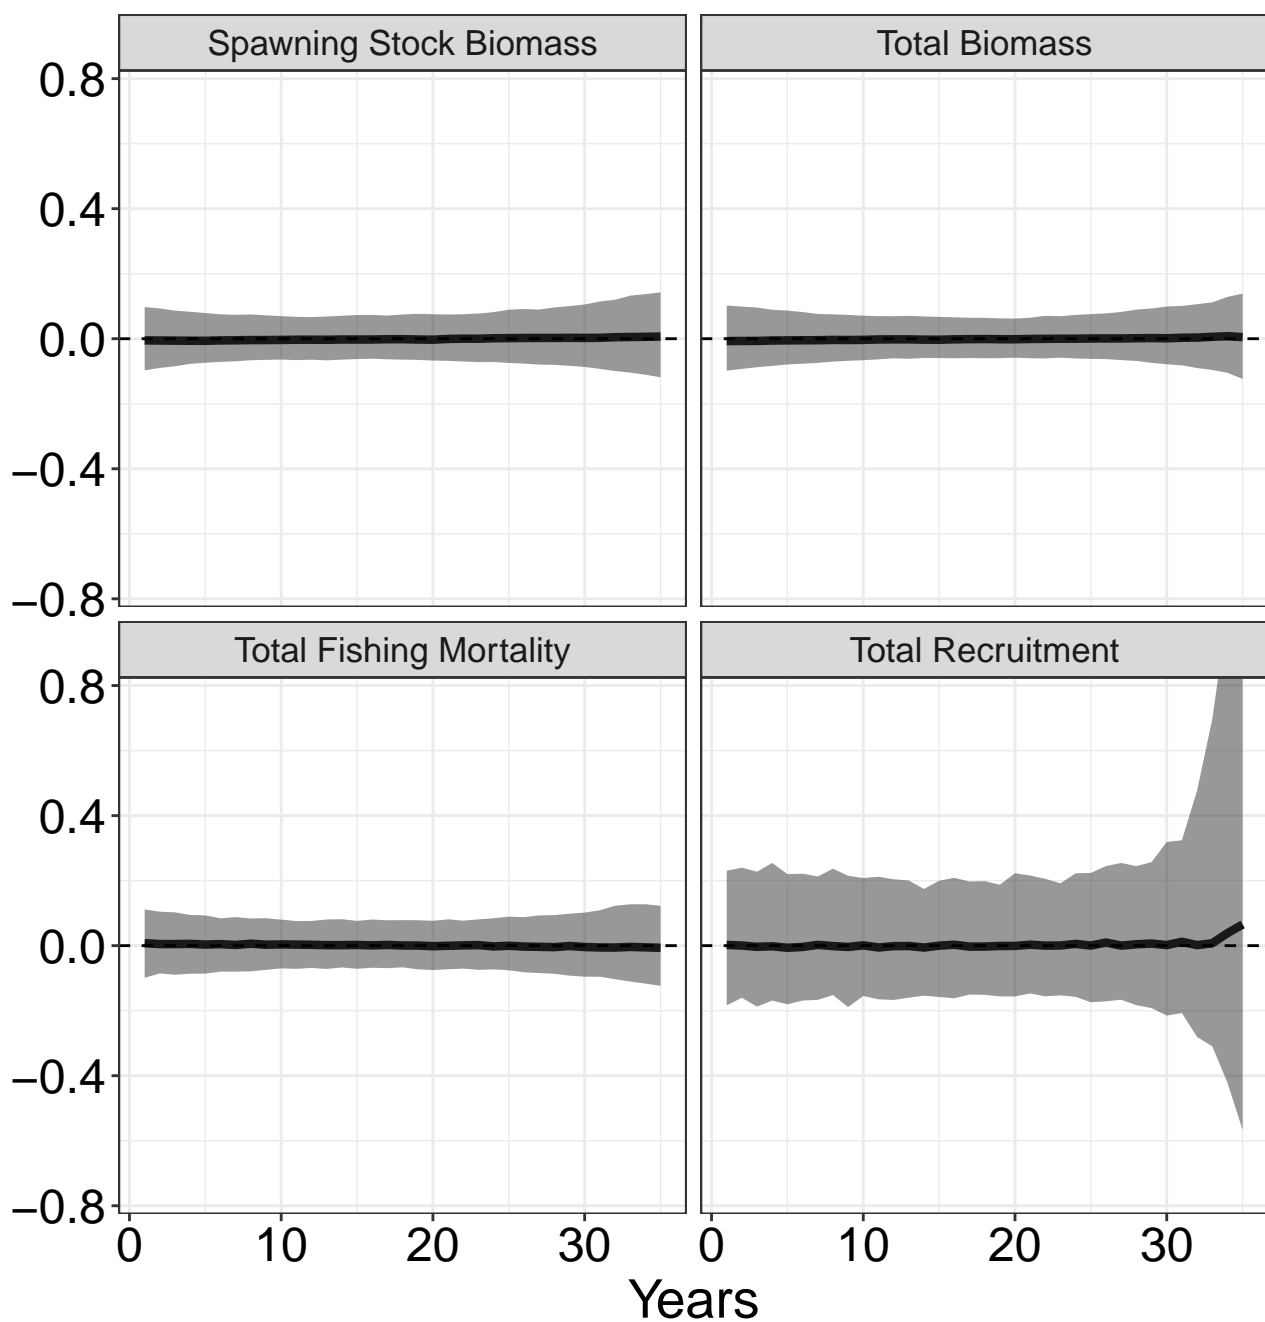 Spawning Stock Biomass
Total Biomass
0.8
0.4
0.0
−0.4
−0.8
Total Fishing Mortality
Total Recruitment
0.8
0.4
0.0
−0.4
−0.8
0 10 20 30
0 10 20 30
Years